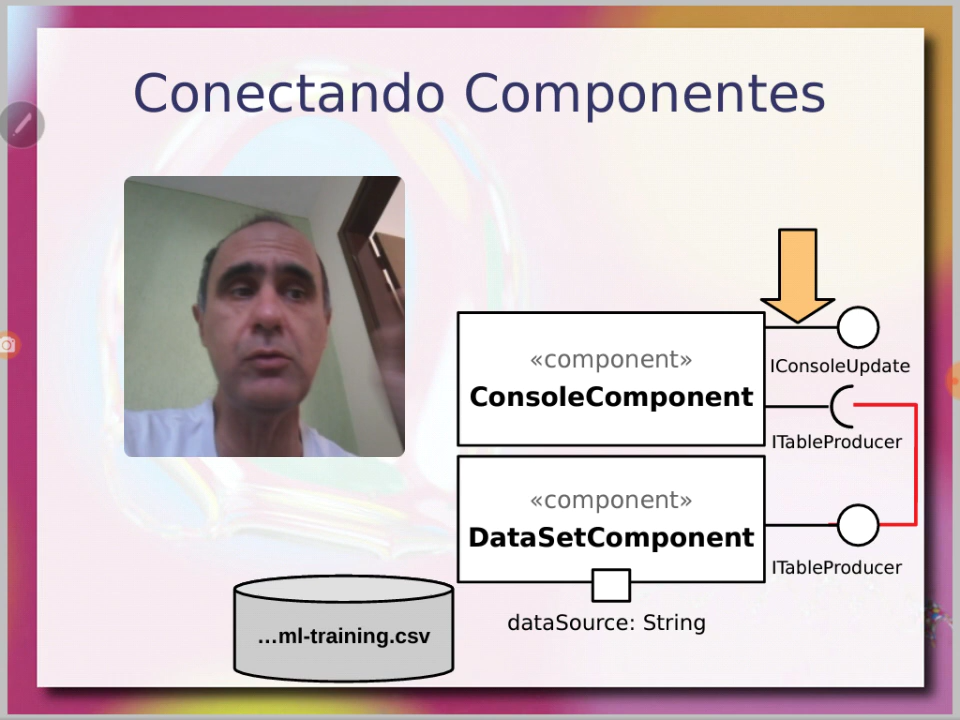 Conectando Componentes
«component»
ConsoleComponent
IConsoleUpdate
ITableProducer
«component»
DataSetComponent
ITableProducer
dataSource: String
...ml-training.csv